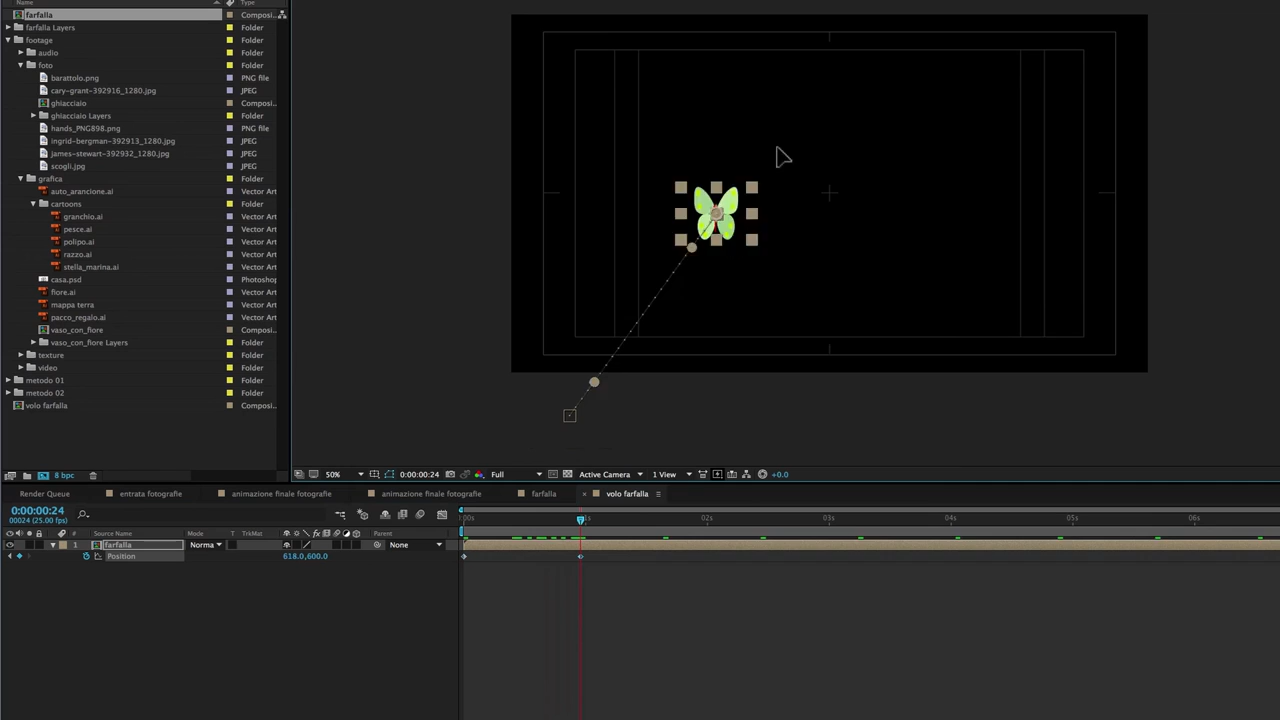 Name Type
farfalla Composi...
farfalla Layers Folder
footage Folder
audio Folder
foto Folder
barattolo.png PNG file
cary-grant-392916_1280.jpg JPEG
ghiacciaio Composi...
ghiacciaio Layers Folder
hands_PNG898.png PNG file
ingrid-bergman-392913_1280.jpg JPEG
james-stewart-392932_1280.jpg JPEG
scogli.jpg JPEG
grafica Folder
auto_arancione.ai Vector Art
cartoons Folder
granchio.ai Vector Art
pesce.ai Vector Art
polipo.ai Vector Art
razzo.ai Vector Art
stella_marina.ai Vector Art
casa.psd Photoshop
fiore.ai Vector Art
mappa terra Vector Art
pacco_regalo.ai Vector Art
vaso_con_fiore Composi...
vaso_con_fiore Layers Folder
texture Folder
video Folder
metodo 01 Folder
metodo 02 Folder
volo farfalla Composi...
8 bpc 50% 0:00:00:24 Full Active Camera 1 View +0.0
Render Queue entrata fotografie animazione finale fotografie animazione finale fotografie farfalla volo farfalla
0:00:00:24
00024 (25.00 fps)
:00s 1s 02s 03s 04s 05s 06s
# Source Name Mode T TrkMat Parent
1 farfalla Norma None
Position 618.0,600.0